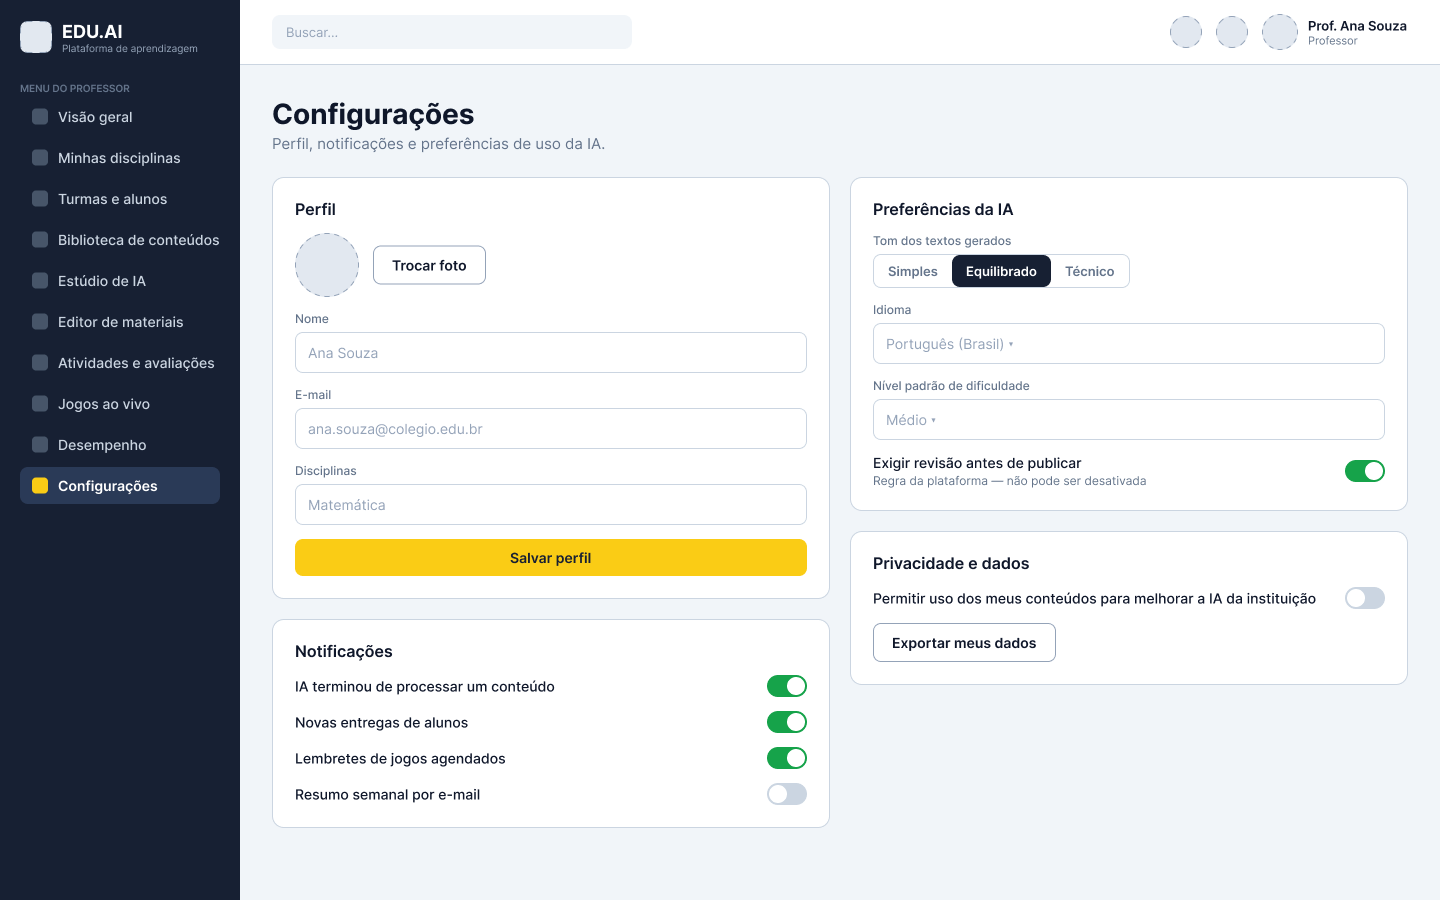 EDU.AI
Plataforma de aprendizagem
MENU DO PROFESSOR
Visão geral
Minhas disciplinas
Turmas e alunos
Biblioteca de conteúdos
Estúdio de IA
Editor de materiais
Atividades e avaliações
Jogos ao vivo
Desempenho
Configurações
Buscar...
Prof. Ana Souza
Professor
Configurações
Perfil, notificações e preferências de uso da IA.
Perfil
Trocar foto
Nome
Ana Souza
E-mail
ana.souza@colegio.edu.br
Disciplinas
Matemática
Salvar perfil
Notificações
IA terminou de processar um conteúdo
Novas entregas de alunos
Lembretes de jogos agendados
Resumo semanal por e-mail
Preferências da IA
Tom dos textos gerados
Simples Equilibrado Técnico
Idioma
Português (Brasil) ▾
Nível padrão de dificuldade
Médio ▾
Exigir revisão antes de publicar
Regra da plataforma — não pode ser desativada
Privacidade e dados
Permitir uso dos meus conteúdos para melhorar a IA da instituição
Exportar meus dados